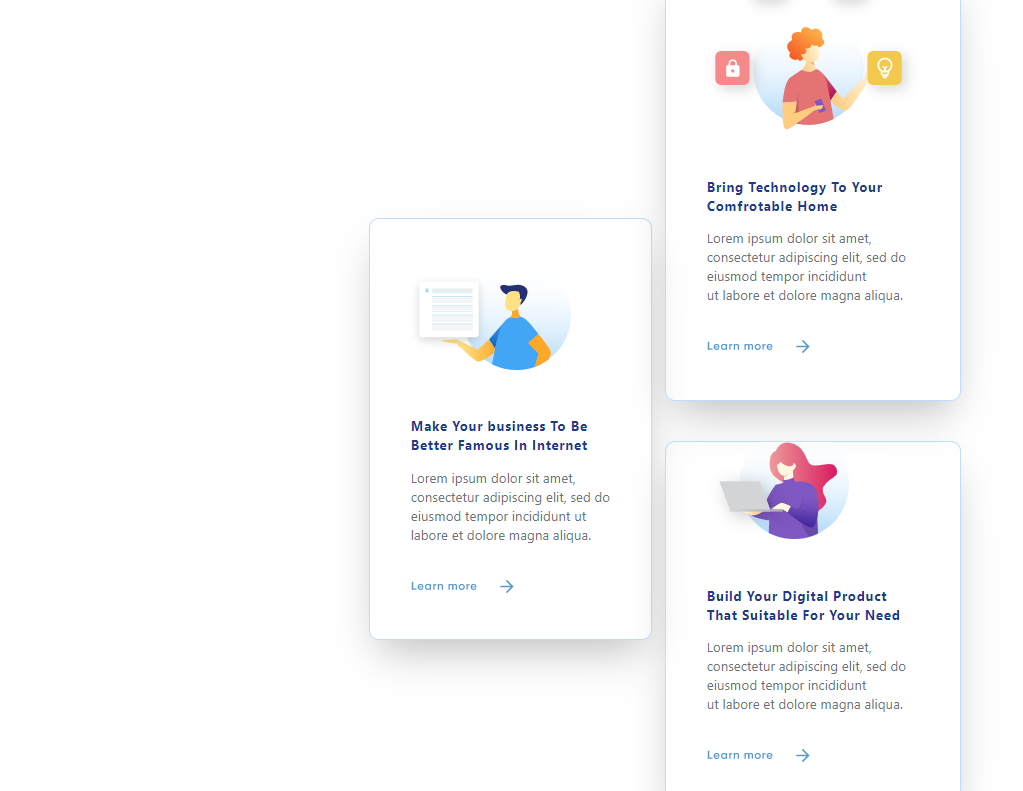 Bring Technology To Your
Comfrotable Home
Lorem ipsum dolor sit amet,
consectetur adipiscing elit, sed do
eiusmod tempor incididunt
ut labore et dolore magna aliqua.
Learn more
Make Your business To Be
Better Famous In Internet
Lorem ipsum dolor sit amet,
consectetur adipiscing elit, sed do
eiusmod tempor incididunt ut
labore et dolore magna aliqua.
Learn more
Build Your Digital Product
That Suitable For Your Need
Lorem ipsum dolor sit amet,
consectetur adipiscing elit, sed do
eiusmod tempor incididunt
ut labore et dolore magna aliqua.
Learn more